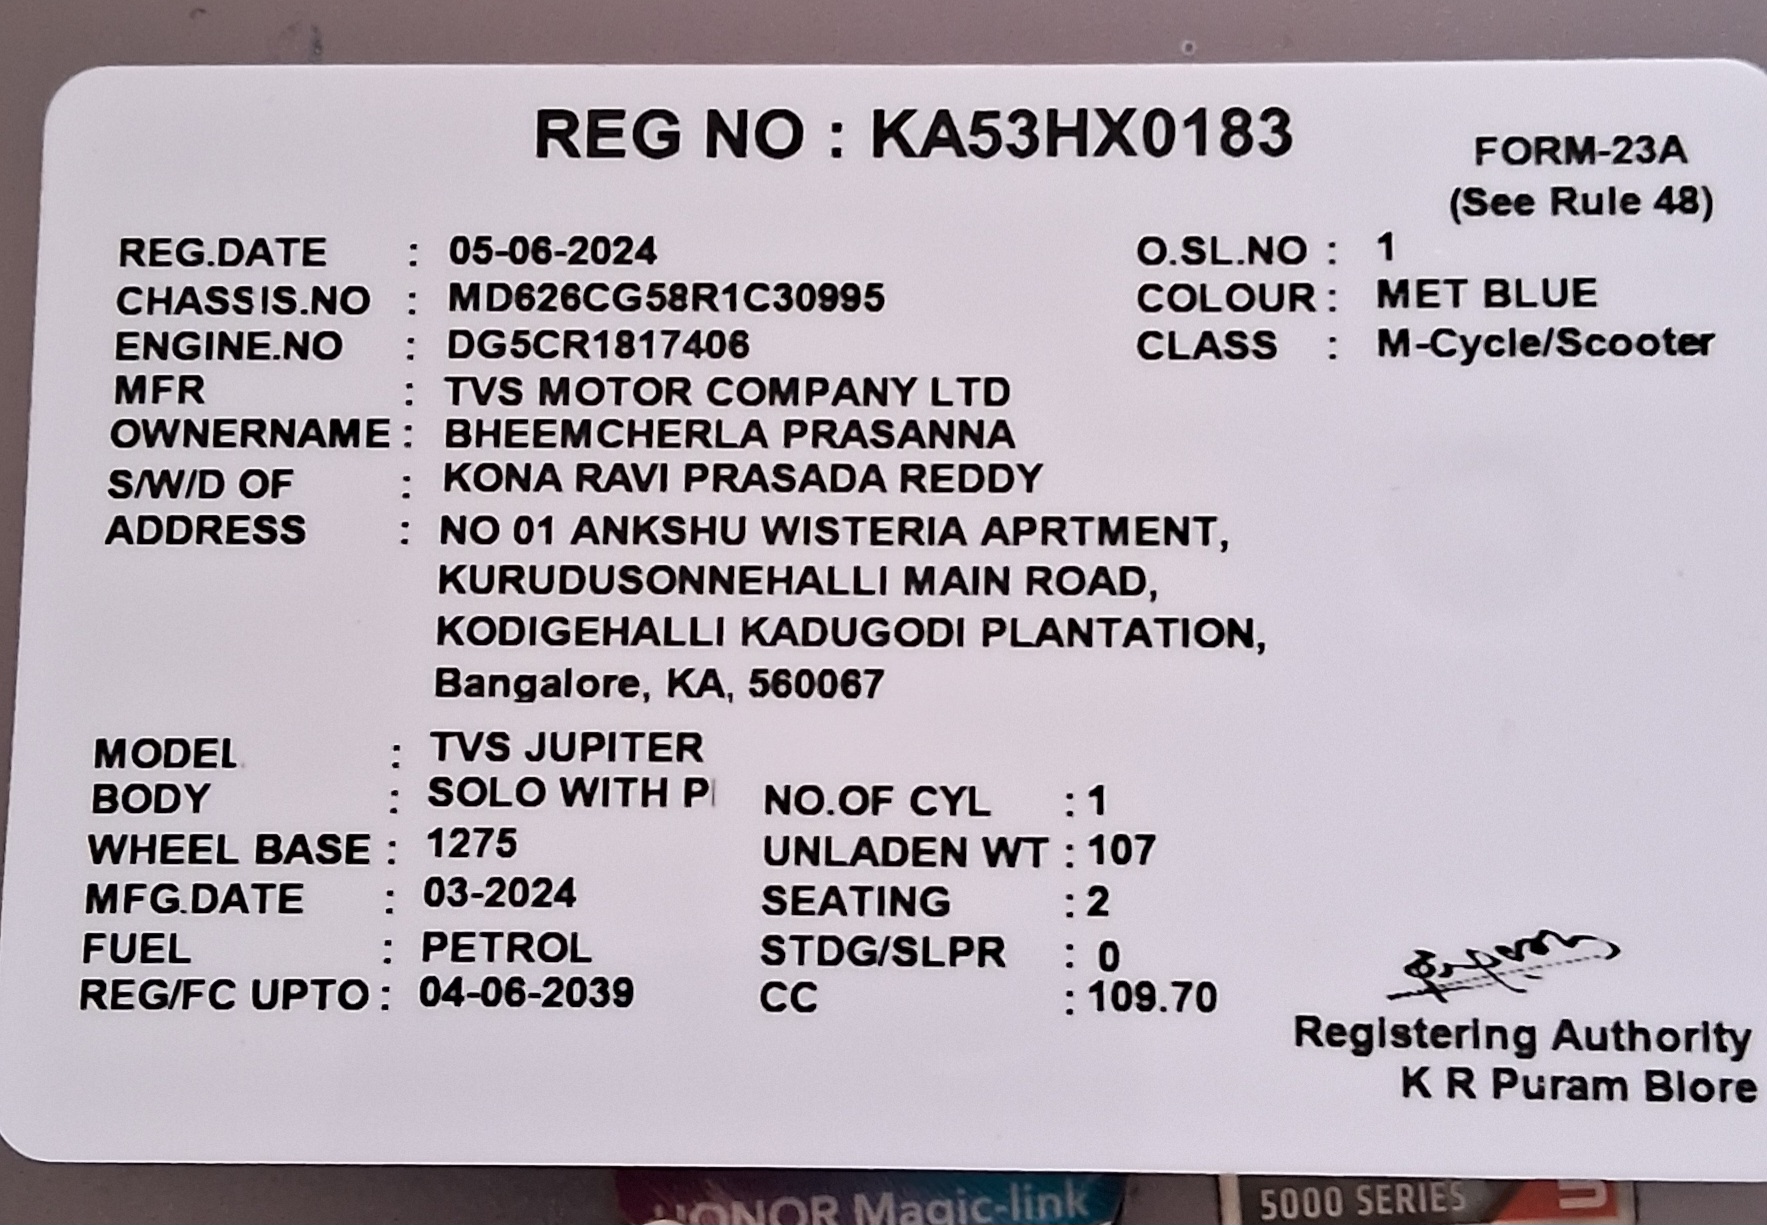 REG NO : KA53HX0183
FORM-23A
(See Rule 48)
REG.DATE : 05-06-2024 O.SL.NO : 1
CHASSIS.NO : MD626CG58R1C30995 COLOUR : MET BLUE
ENGINE.NO : DG5CR1817406 CLASS : M-Cycle/Scooter
MFR : TVS MOTOR COMPANY LTD
OWNERNAME : BHEEMCHERLA PRASANNA
S/W/D OF : KONA RAVI PRASADA REDDY
ADDRESS : NO 01 ANKSHU WISTERIA APRTMENT,
KURUDUSONNEHALLI MAIN ROAD,
KODIGEHALLI KADUGODI PLANTATION,
Bangalore, KA, 560067
MODEL : TVS JUPITER
BODY : SOLO WITH P NO.OF CYL : 1
WHEEL BASE : 1275 UNLADEN WT : 107
MFG.DATE : 03-2024 SEATING : 2
FUEL : PETROL STDG/SLPR : 0
REG/FC UPTO : 04-06-2039 CC : 109.70
Registering Authority
K R Puram Blore
HONOR Magic-link
5000 SERIES